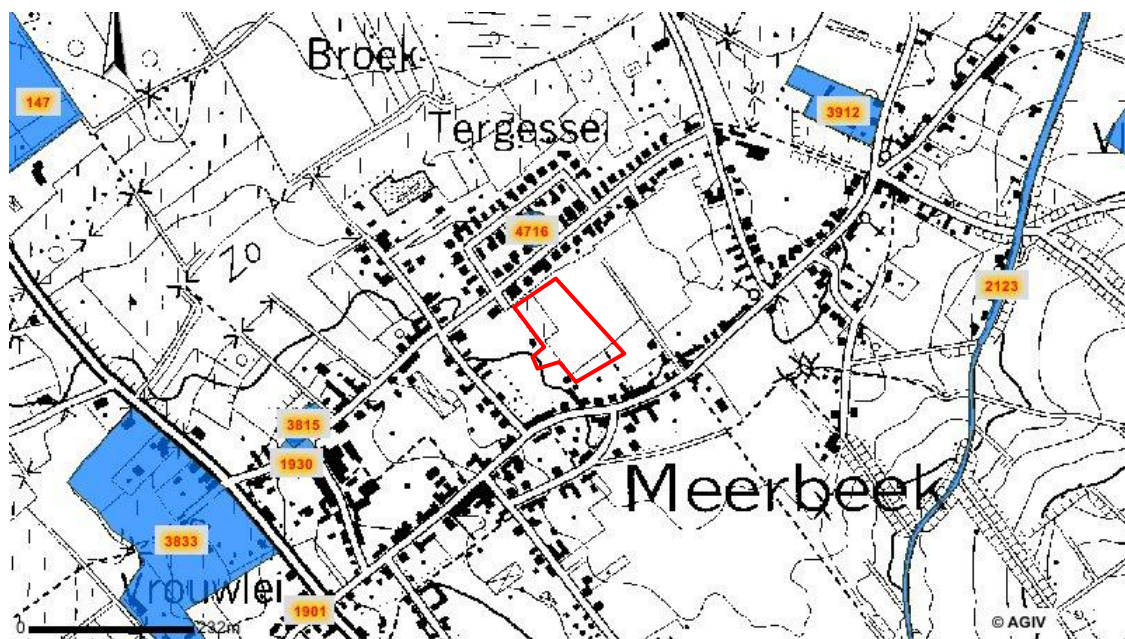 Broek
147
3912
Tergessel
4716
Zo
2123
3815
1930
Meerbeek
3833
Vrouwlei
1901
0
232m
© AGIV